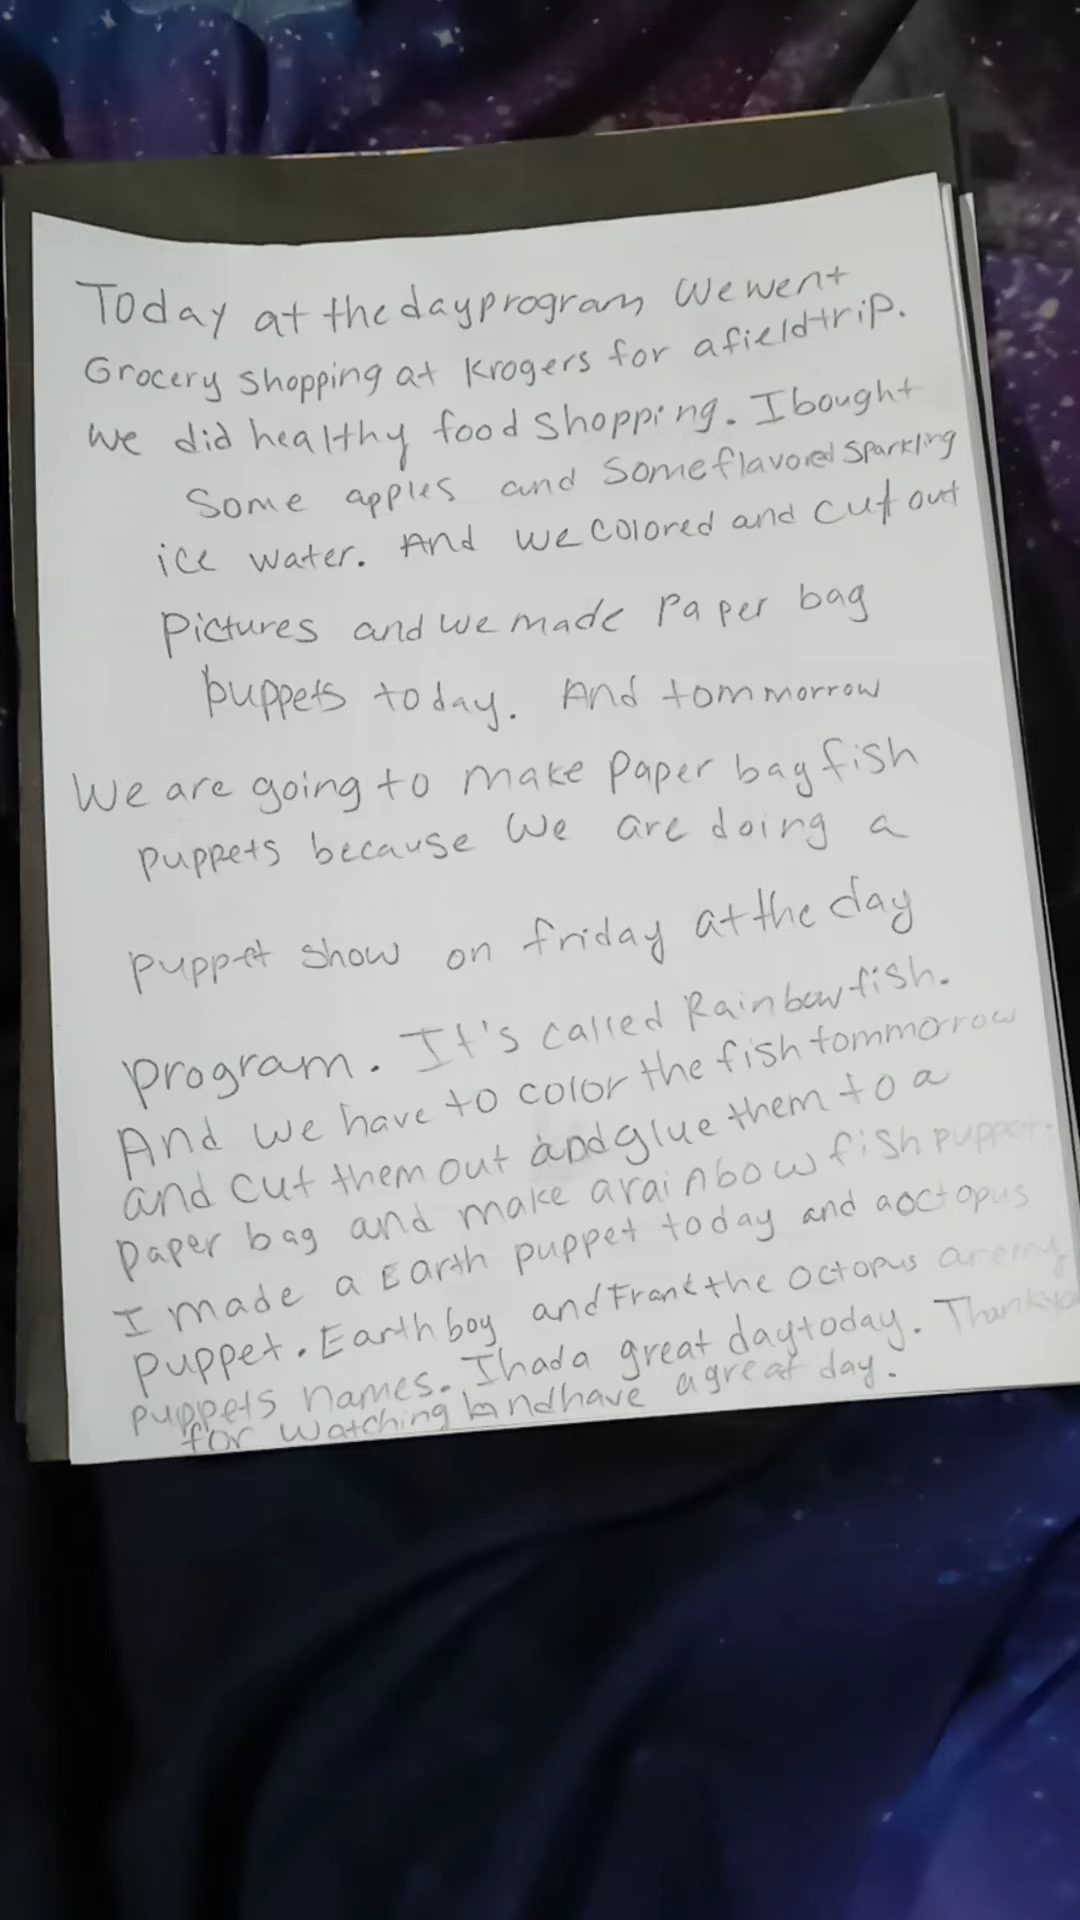 Today at the day program We went
Grocery shopping at Krogers for a field trip.
We did healthy food shopping. I bought
Some apples and Some flavored Sparkling
ice water. And we colored and cut out
Pictures and we made Paper bag
puppets today. And tommorrow
We are going to make Paper bag fish
puppets because We are doing a
puppet show on friday at the day
program. It's called Rainbow fish.
And we have to color the fish tommorrow
and cut them out and glue them to a
paper bag and make a rainbow fish puppet.
I made a Earth puppet today and a octopus
puppet. Earth boy and Frank the octopus are my
puppets names. I had a great day today. Thank you
for watching And have a great day.